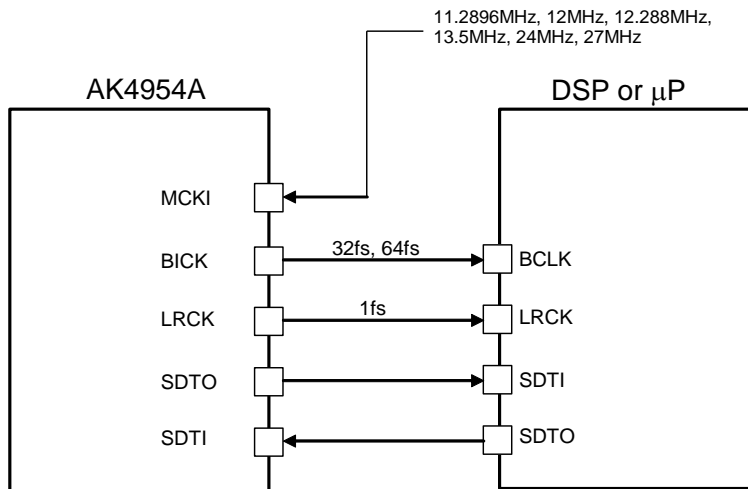 11.2896MHz, 12MHz, 12.288MHz,
13.5MHz, 24MHz, 27MHz
AK4954A
DSP or μP
MCKI
BICK
32fs, 64fs
BCLK
LRCK
1fs
LRCK
SDTO
SDTI
SDTI
SDTO